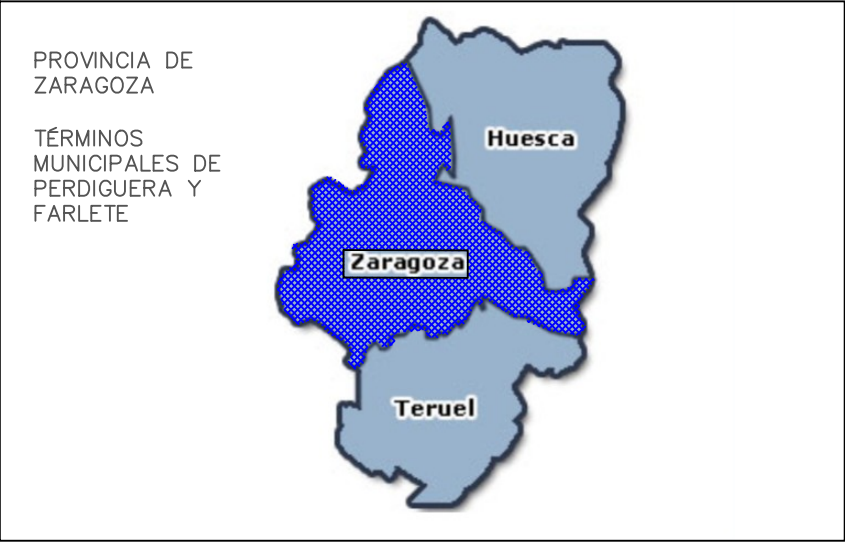 PROVINCIA DE
ZARAGOZA
TÉRMINOS
MUNICIPALES DE
PERDIGUERA Y
FARLETE
Huesca
Zaragoza
Teruel